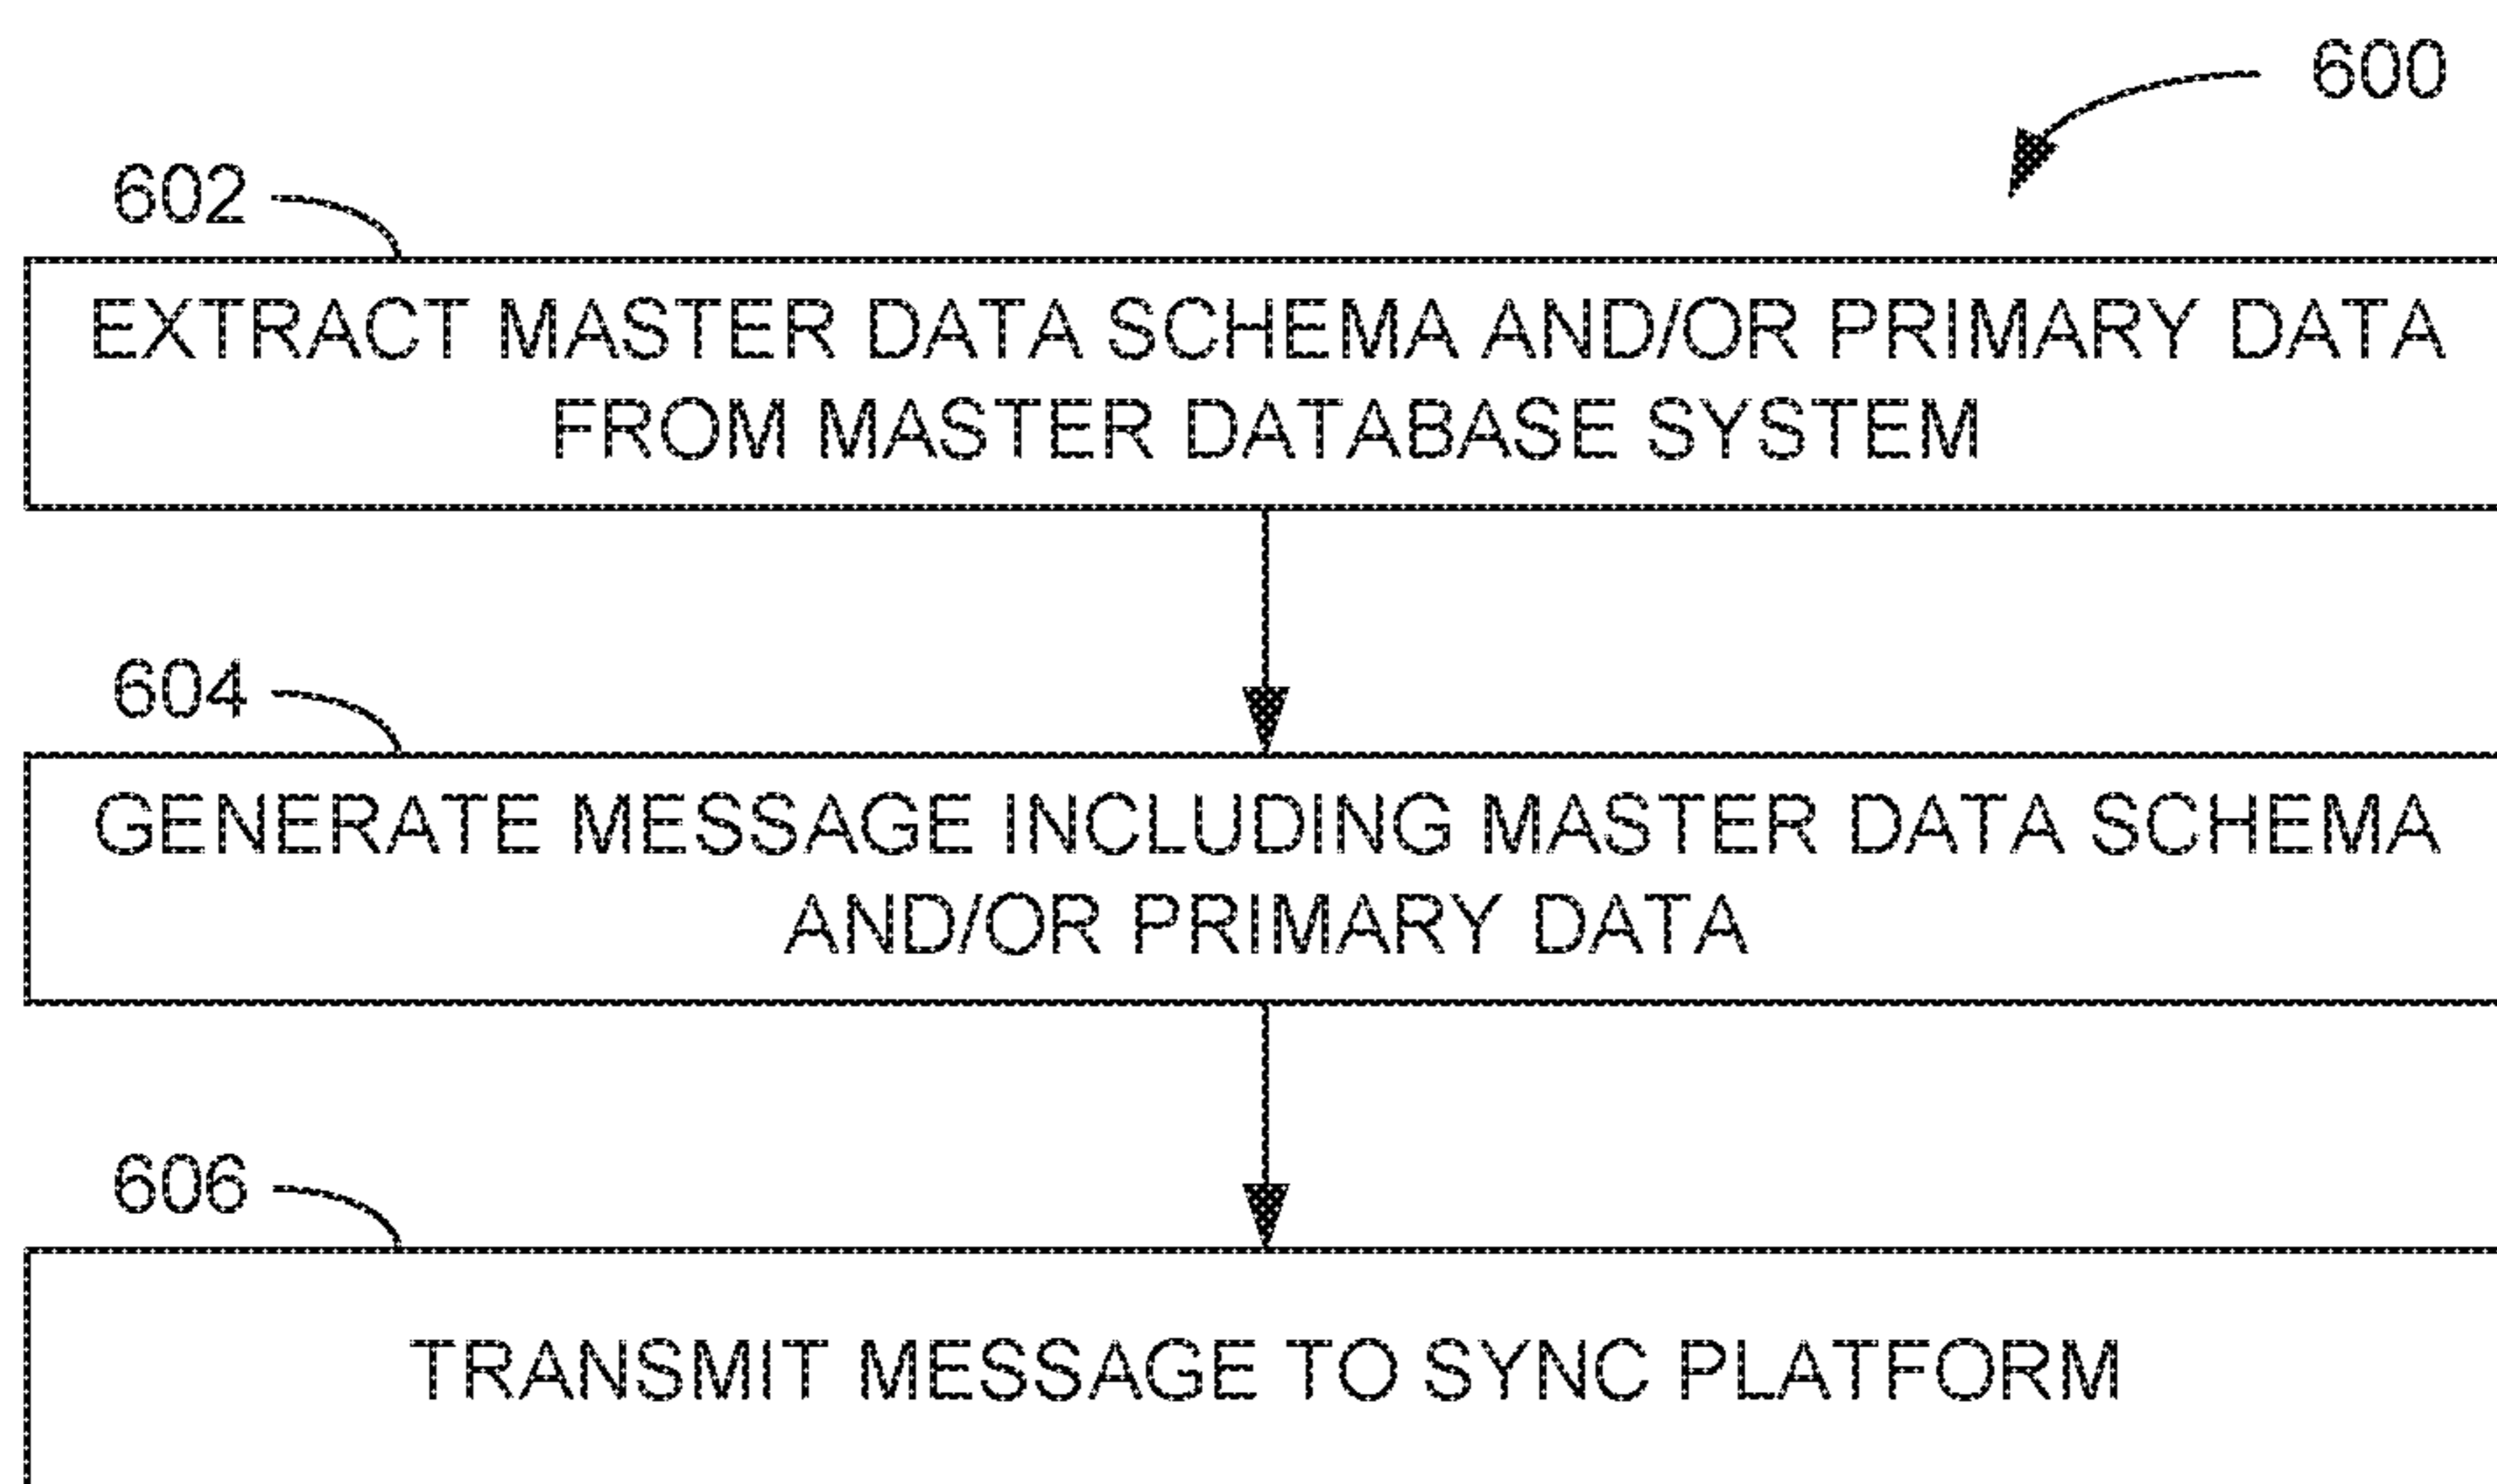 600
602
EXTRACT MASTER DATA SCHEMA AND/OR PRIMARY DATA
FROM MASTER DATABASE SYSTEM
604
GENERATE MESSAGE INCLUDING MASTER DATA SCHEMA
AND/OR PRIMARY DATA
606
TRANSMIT MESSAGE TO SYNC PLATFORM